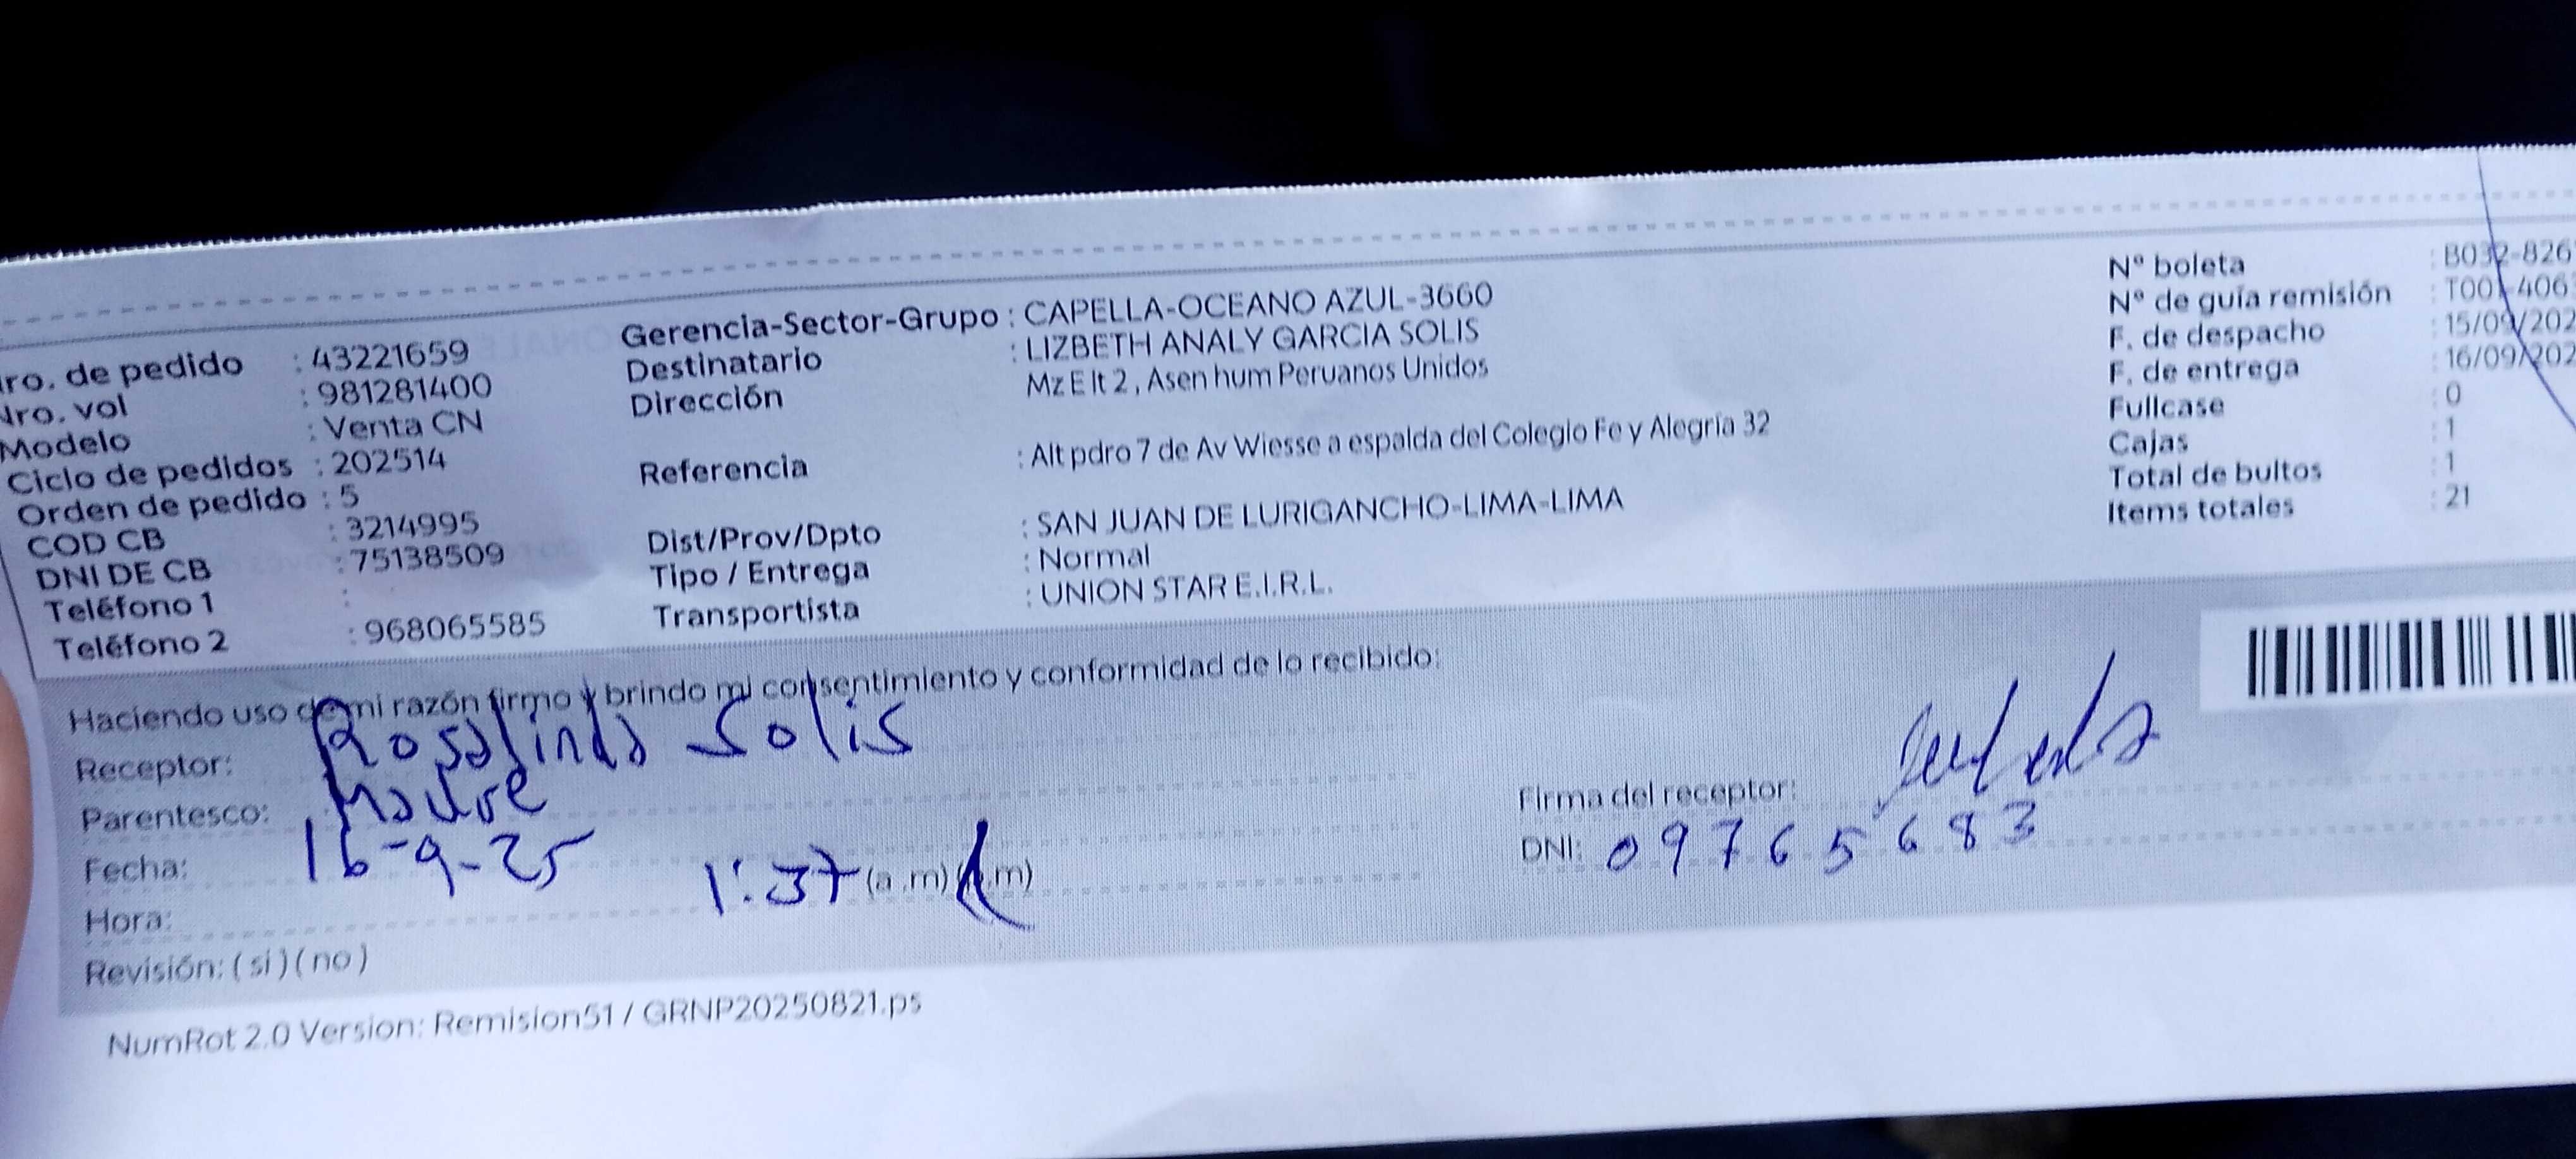 ro. de pedido : 43221659
Nro. vol : 981281400
Modelo : Venta CN
Ciclo de pedidos : 202514
Orden de pedido : 5
COD CB : 3214995
DNI DE CB : 75138509
Teléfono 1 :
Teléfono 2 : 968065585
Gerencia-Sector-Grupo : CAPELLA-OCEANO AZUL-3660
Destinatario : LIZBETH ANALY GARCIA SOLIS
Dirección Mz E lt 2 , Asen hum Peruanos Unidos
Referencia : Alt pdro 7 de Av Wiesse a espalda del Colegio Fe y Alegría 32
Dist/Prov/Dpto : SAN JUAN DE LURIGANCHO-LIMA-LIMA
Tipo / Entrega : Normal
Transportista : UNION STAR E.I.R.L.
N° boleta : B032-826
N° de guía remisión : T001-406
F. de despacho : 15/09/202
F. de entrega : 16/09/202
Fullcase : 0
Cajas : 1
Total de bultos : 1
Items totales : 21
Haciendo uso de mi razón firmo y brindo mi consentimiento y conformidad de lo recibido:
Receptor: Rosalinda Solis
Parentesco: Madre
Fecha: 16-9-25
Hora: 1:37 (a.m) (p.m)
Revisión: ( si ) ( no )
Firma del receptor:
DNI: 09765683
NumRot 2.0 Version: Remision51 / GRNP20250821.ps